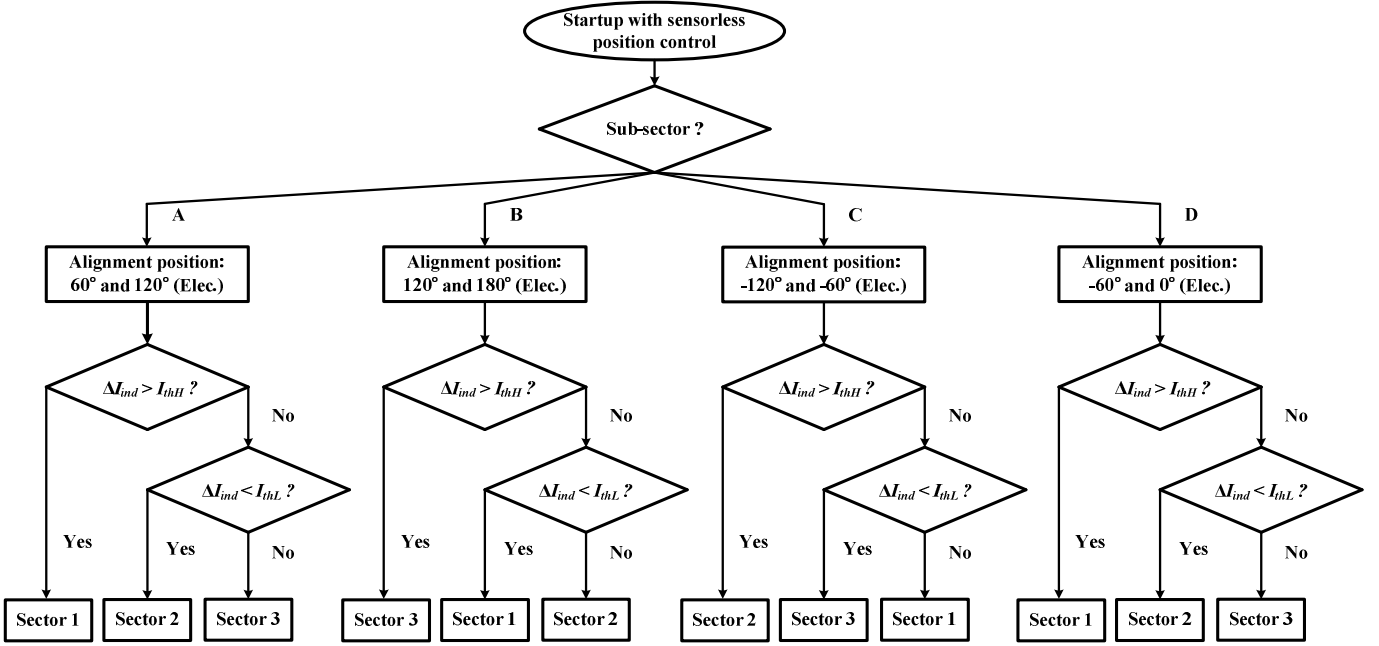 Startup with sensorless
position control
Sub-sector ?
A
B
C
D
Alignment position:
60° and 120° (Elec.)
Alignment position:
120° and 180° (Elec.)
Alignment position:
-120° and -60° (Elec.)
Alignment position:
-60° and 0° (Elec.)
ΔIind > IthH ?
ΔIind > IthH ?
ΔIind > IthH ?
ΔIind > IthH ?
No
No
No
No
ΔIind < IthL ?
ΔIind < IthL ?
ΔIind < IthL ?
ΔIind < IthL ?
Yes
Yes
No
Yes
Yes
No
Yes
Yes
No
Yes
Yes
No
Sector 1
Sector 2
Sector 3
Sector 3
Sector 1
Sector 2
Sector 2
Sector 3
Sector 1
Sector 1
Sector 2
Sector 3